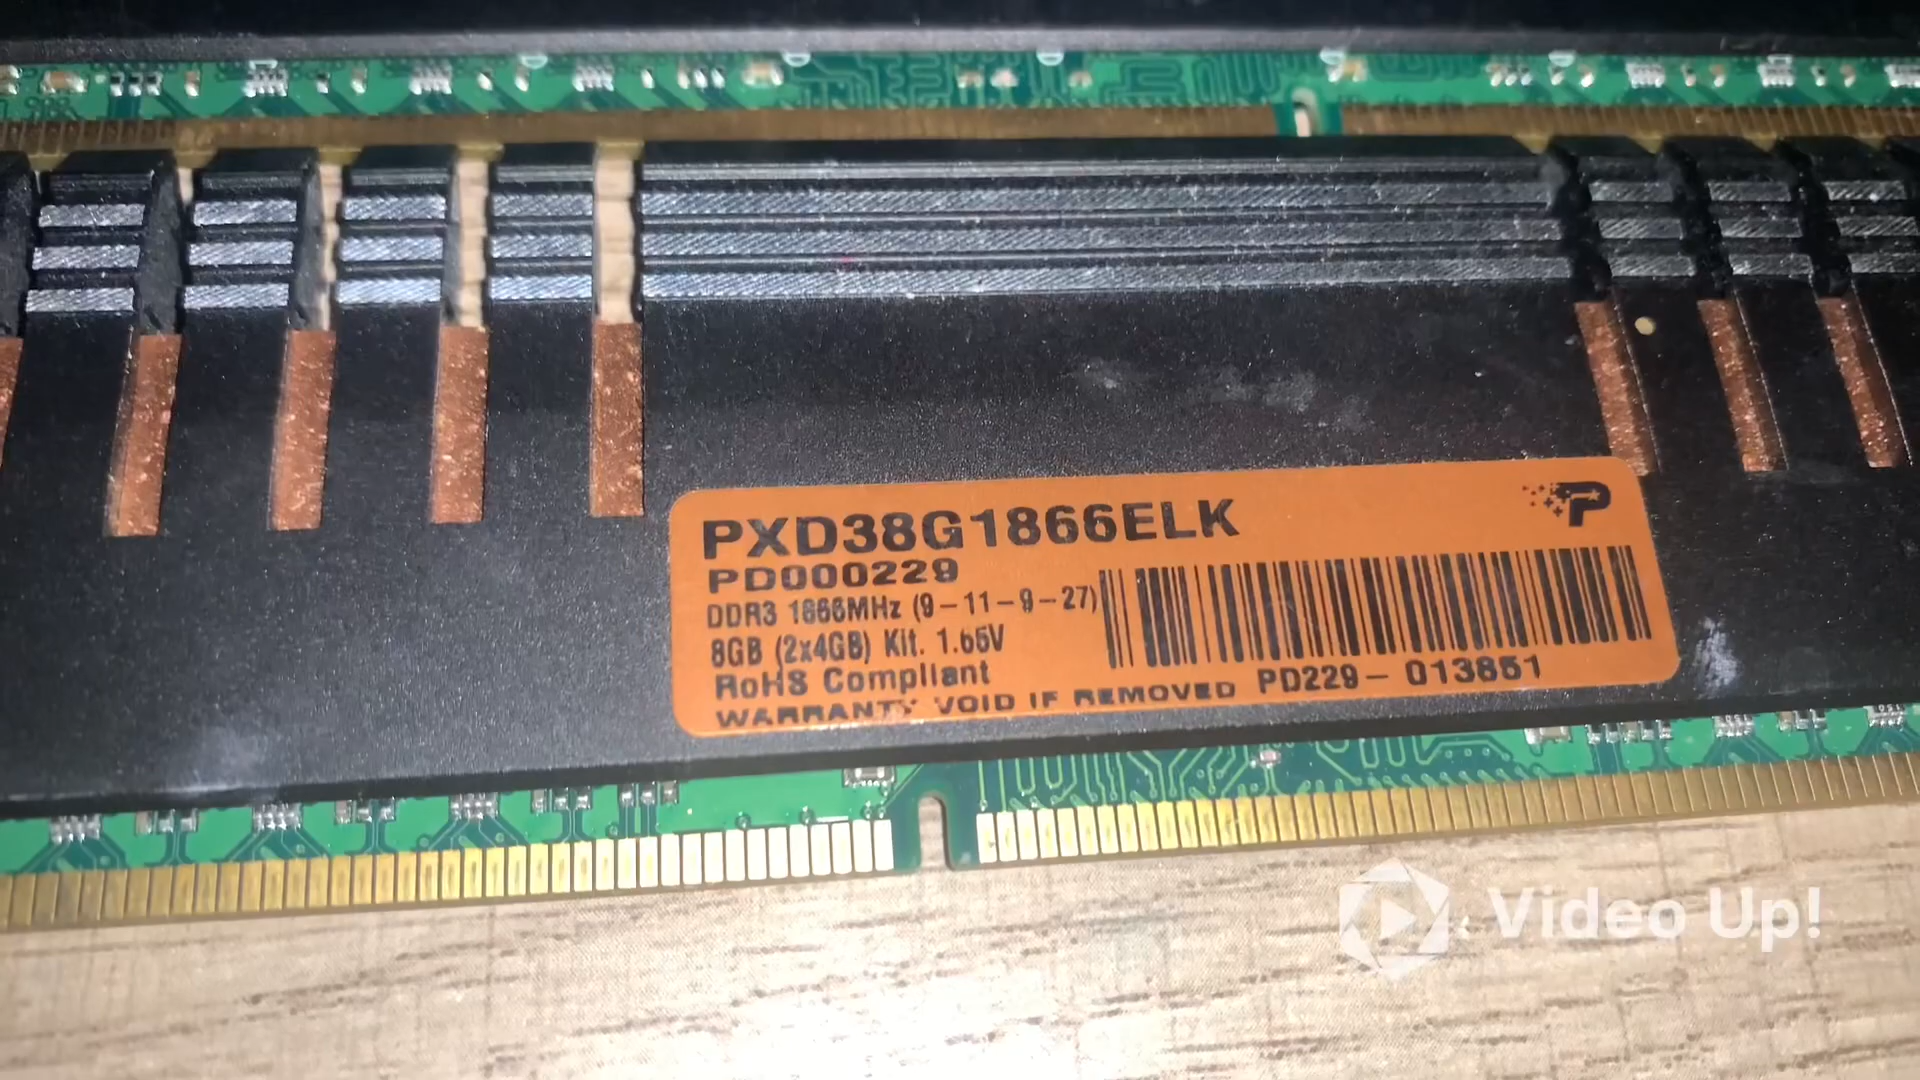 PXD38G1866ELK
PD000229
DDR3 1866MHz (9-11-9-27)
8GB (2x4GB) Kit. 1.65V
RoHS Compliant
WARRANTY VOID IF REMOVED
PD229- 013851
P
Video Up!